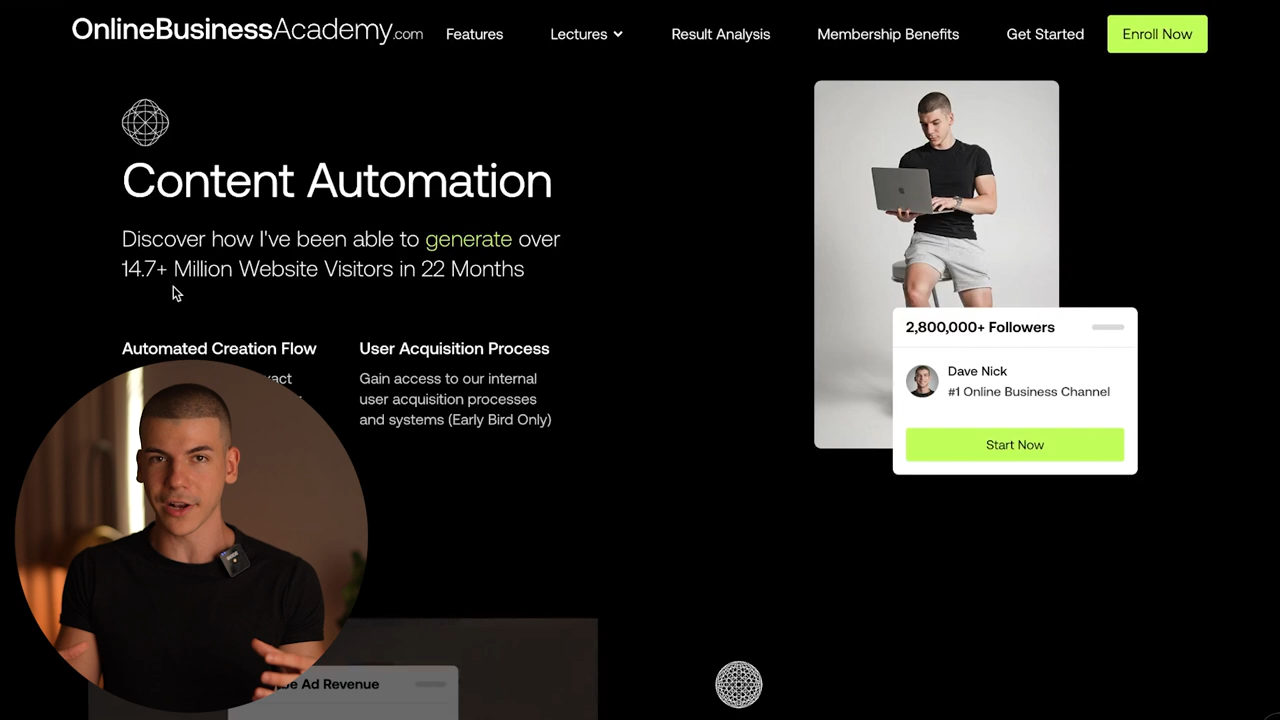 OnlineBusinessAcademy.com
Features
Lectures
Result Analysis
Membership Benefits
Get Started
Enroll Now
Content Automation
Discover how I've been able to generate over
14.7+ Million Website Visitors in 22 Months
Automated Creation Flow
User Acquisition Process
Gain access to our internal
user acquisition processes
and systems (Early Bird Only)
2,800,000+ Followers
Dave Nick
#1 Online Business Channel
Start Now
Ad Revenue